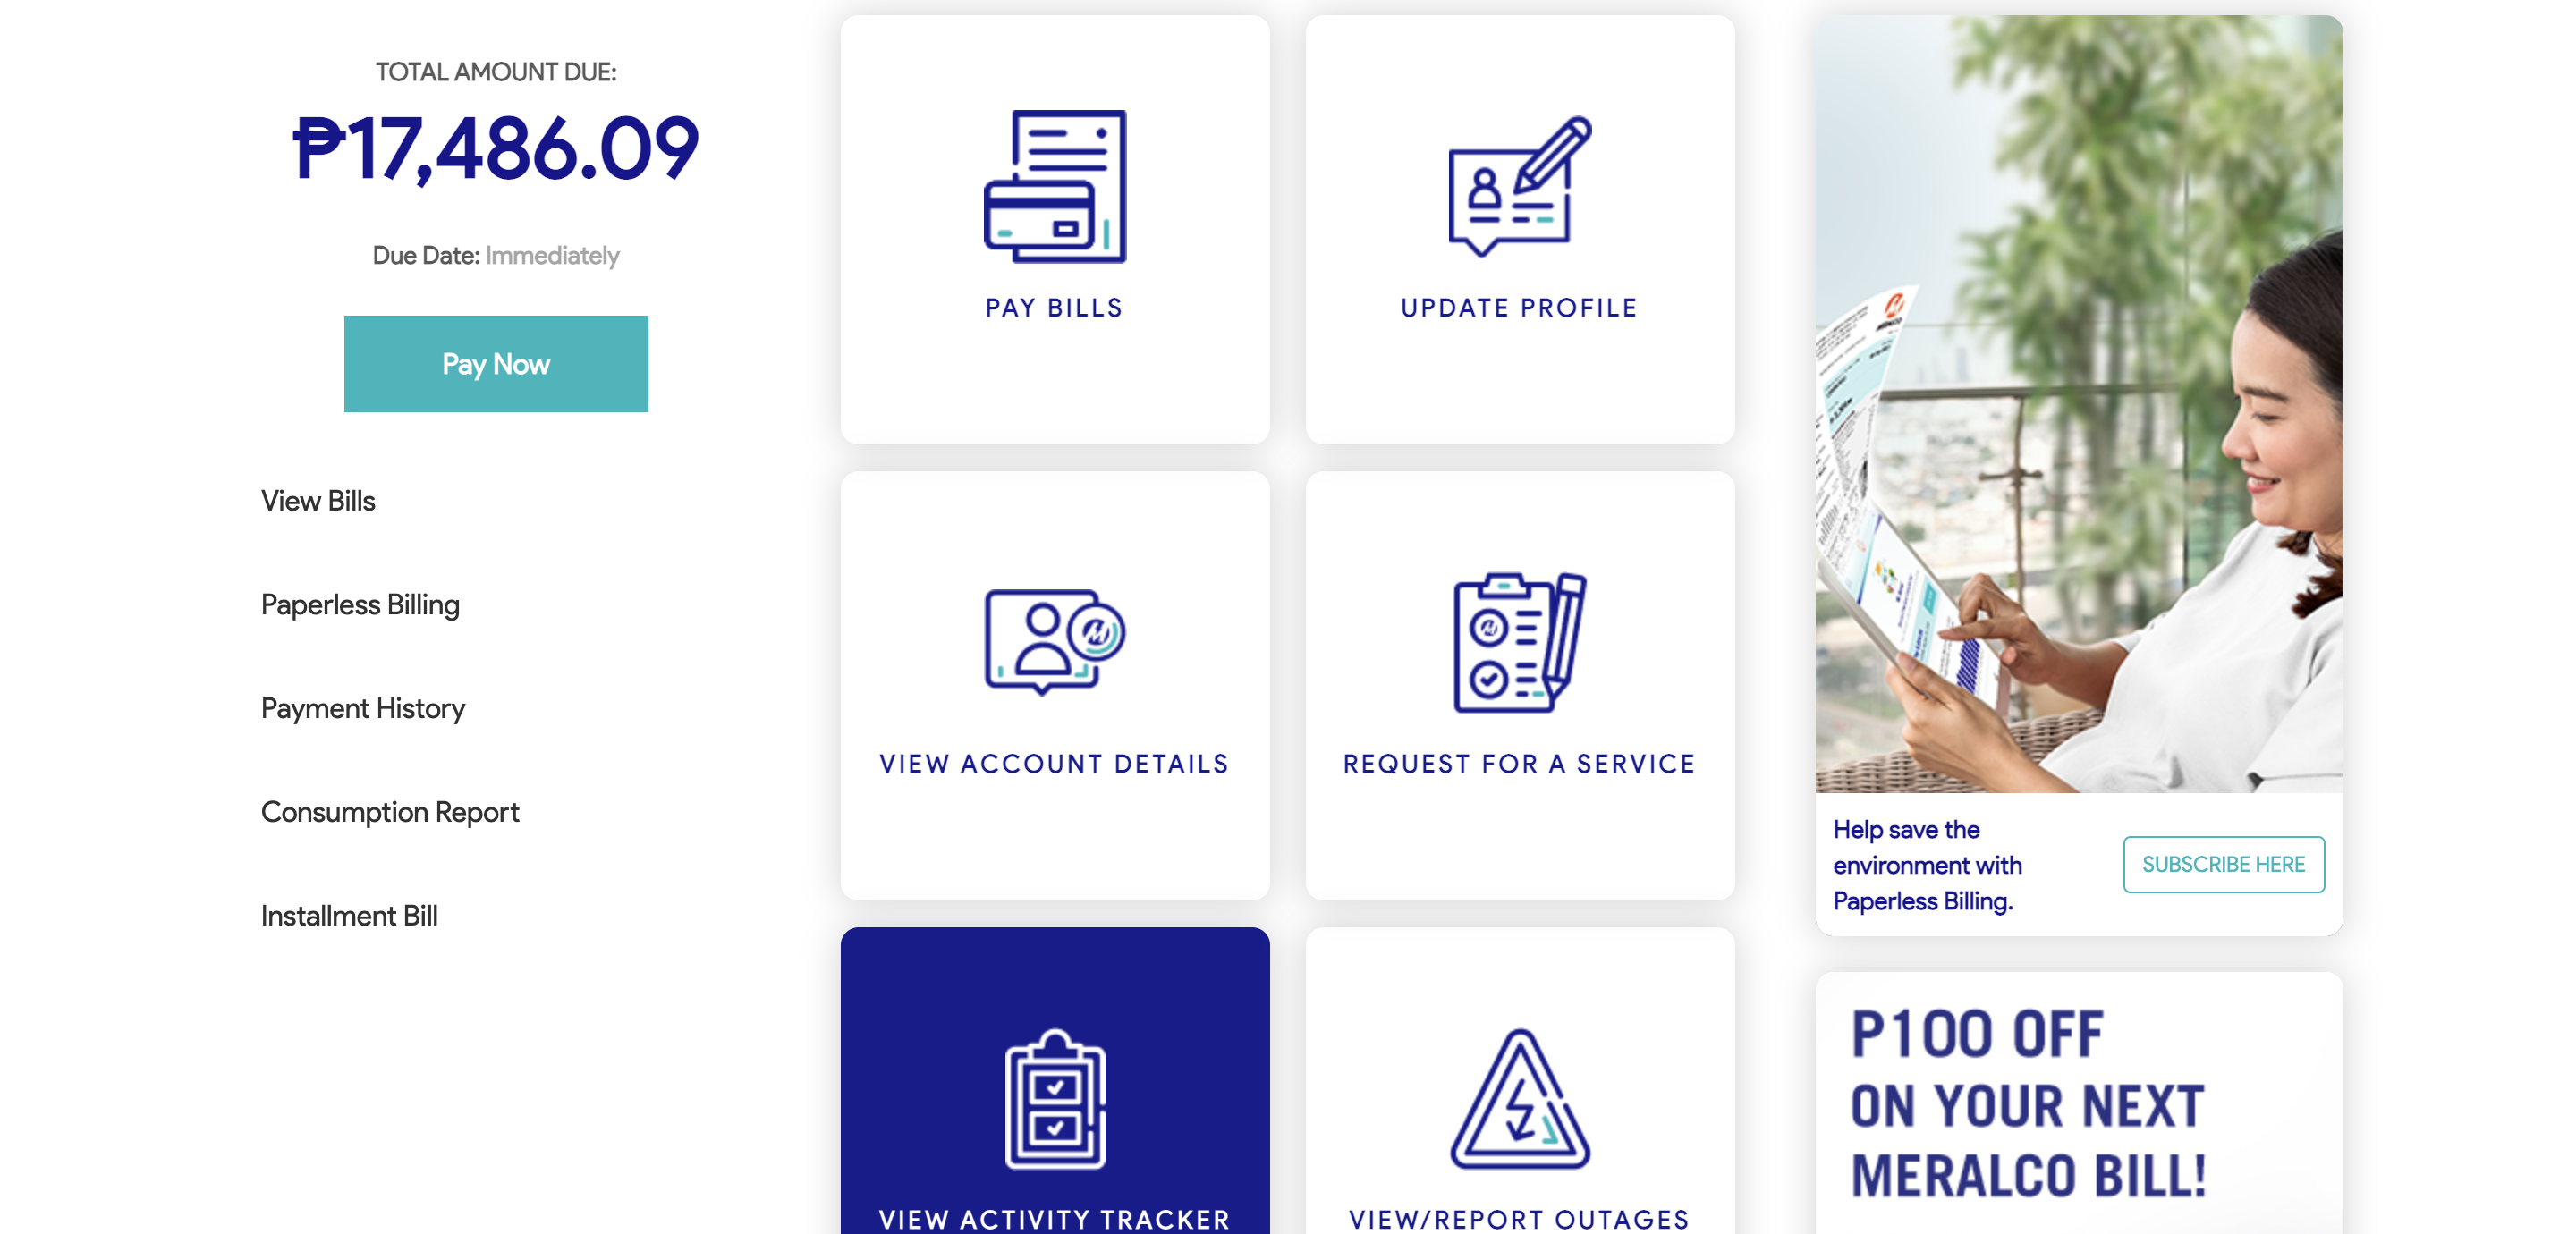 TOTAL AMOUNT DUE:
₱17,486.09
Due Date: Immediately
Pay Now
View Bills
Paperless Billing
Payment History
Consumption Report
Installment Bill
PAY BILLS
UPDATE PROFILE
VIEW ACCOUNT DETAILS
REQUEST FOR A SERVICE
VIEW ACTIVITY TRACKER
VIEW/REPORT OUTAGES
Help save the
environment with
Paperless Billing.
SUBSCRIBE HERE
P100 OFF
ON YOUR NEXT
MERALCO BILL!